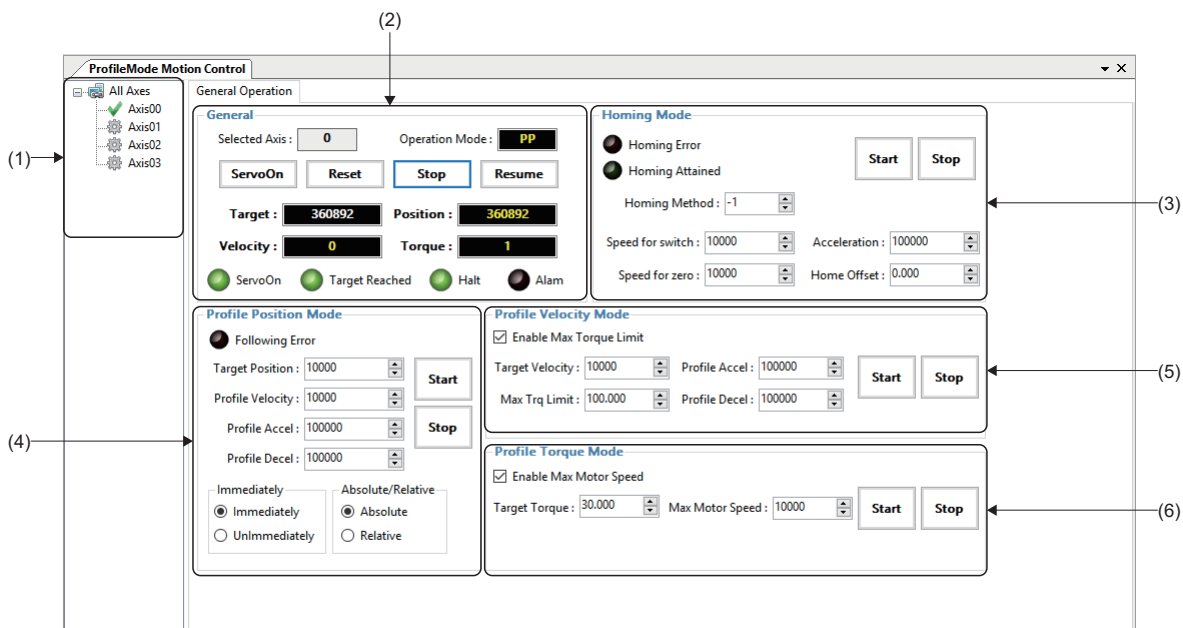 (2)
ProfileMode Motion Control
All Axes
Axis00
Axis01
Axis02
Axis03
(1)
General Operation
General
Selected Axis : 0 Operation Mode : PP
ServoOn Reset Stop Resume
Target : 360892 Position : 360892
Velocity : 0 Torque : 1
ServoOn Target Reached Halt Alam
Homing Mode
Homing Error
Homing Attained
Start Stop
Homing Method : -1
Speed for switch : 10000 Acceleration : 100000
Speed for zero : 10000 Home Offset : 0.000
(3)
Profile Position Mode
Following Error
Target Position : 10000
Profile Velocity : 10000
Profile Accel : 100000
Profile Decel : 100000
Start
Stop
Immediately
Immediately
UnImmediately
Absolute/Relative
Absolute
Relative
(4)
Profile Velocity Mode
Enable Max Torque Limit
Target Velocity : 10000 Profile Accel : 100000
Max Trq Limit : 100.000 Profile Decel : 100000
Start Stop
(5)
Profile Torque Mode
Enable Max Motor Speed
Target Torque : 30.000 Max Motor Speed : 10000
Start Stop
(6)